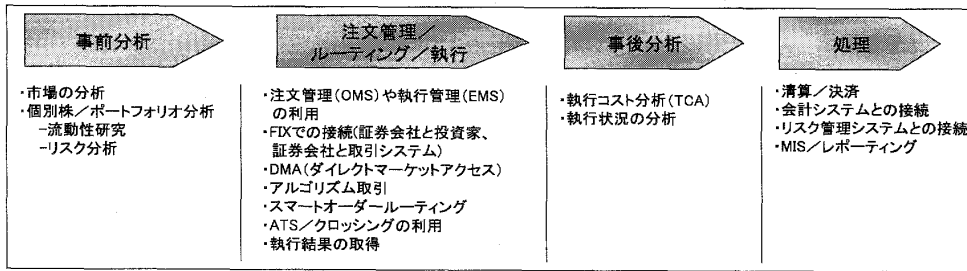 事前分析
・市場の分析
・個別株／ポートフォリオ分析
－流動性研究
－リスク分析
注文管理／
ルーティング／執行
・注文管理(OMS)や執行管理(EMS)
の利用
・FIXでの接続(証券会社と投資家、
証券会社と取引システム)
・DMA(ダイレクトマーケットアクセス)
・アルゴリズム取引
・スマートオーダールーティング
・ATS／クロッシングの利用
・執行結果の取得
事後分析
・執行コスト分析(TCA)
・執行状況の分析
処理
・清算／決済
・会計システムとの接続
・リスク管理システムとの接続
・MIS／レポーティング